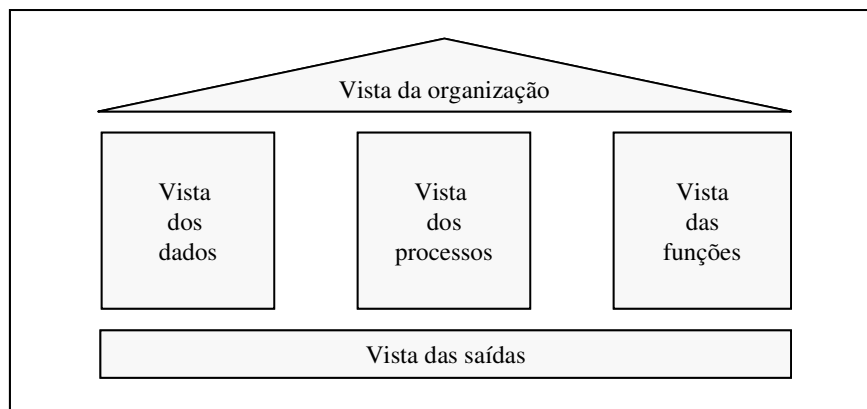 Vista da organização
Vista
dos
dados
Vista
dos
processos
Vista
das
funções
Vista das saídas